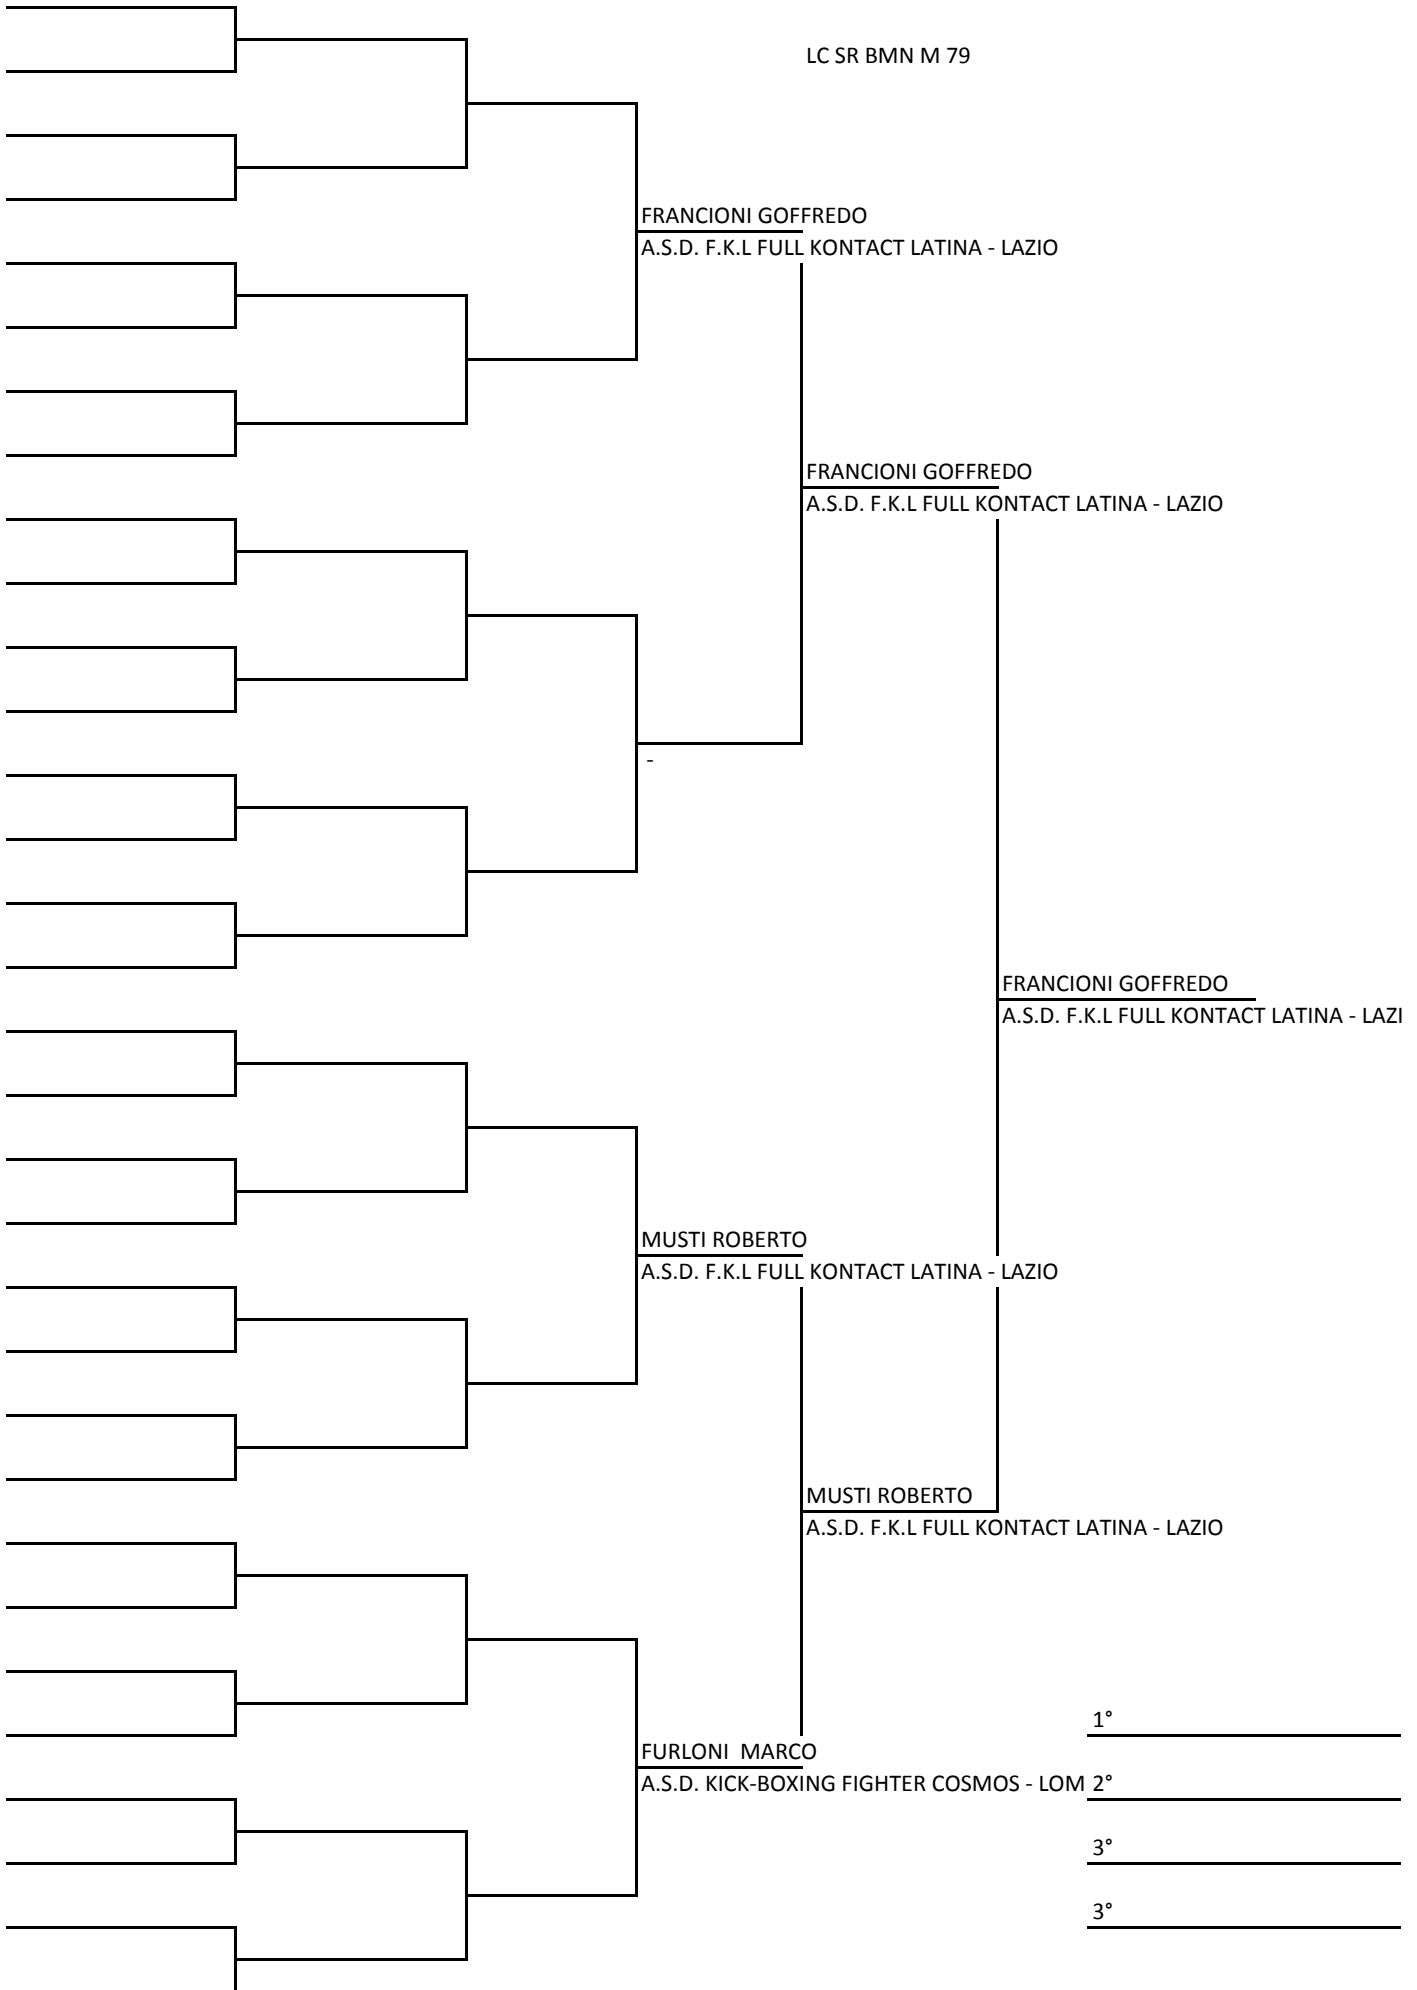 LC SR BMN M 79
FRANCIONI GOFFREDO
A.S.D. F.K.L FULL KONTACT LATINA - LAZIO
FRANCIONI GOFFREDO
A.S.D. F.K.L FULL KONTACT LATINA - LAZIO
-
FRANCIONI GOFFREDO
A.S.D. F.K.L FULL KONTACT LATINA - LAZI
MUSTI ROBERTO
A.S.D. F.K.L FULL KONTACT LATINA - LAZIO
MUSTI ROBERTO
A.S.D. F.K.L FULL KONTACT LATINA - LAZIO
1°
FURLONI  MARCO
A.S.D. KICK-BOXING FIGHTER COSMOS - LOM 2°
3°
3°